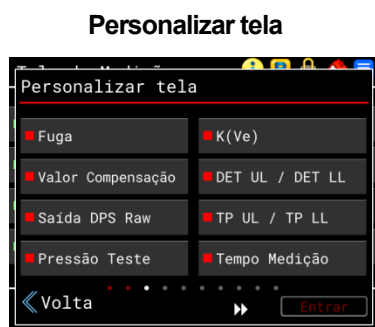 Personalizar tela
Personalizar tela
Fuga
K(Ve)
Valor Compensação
DET UL / DET LL
Saída DPS Raw
TP UL / TP LL
Pressão Teste
Tempo Medição
Volta
Entrar